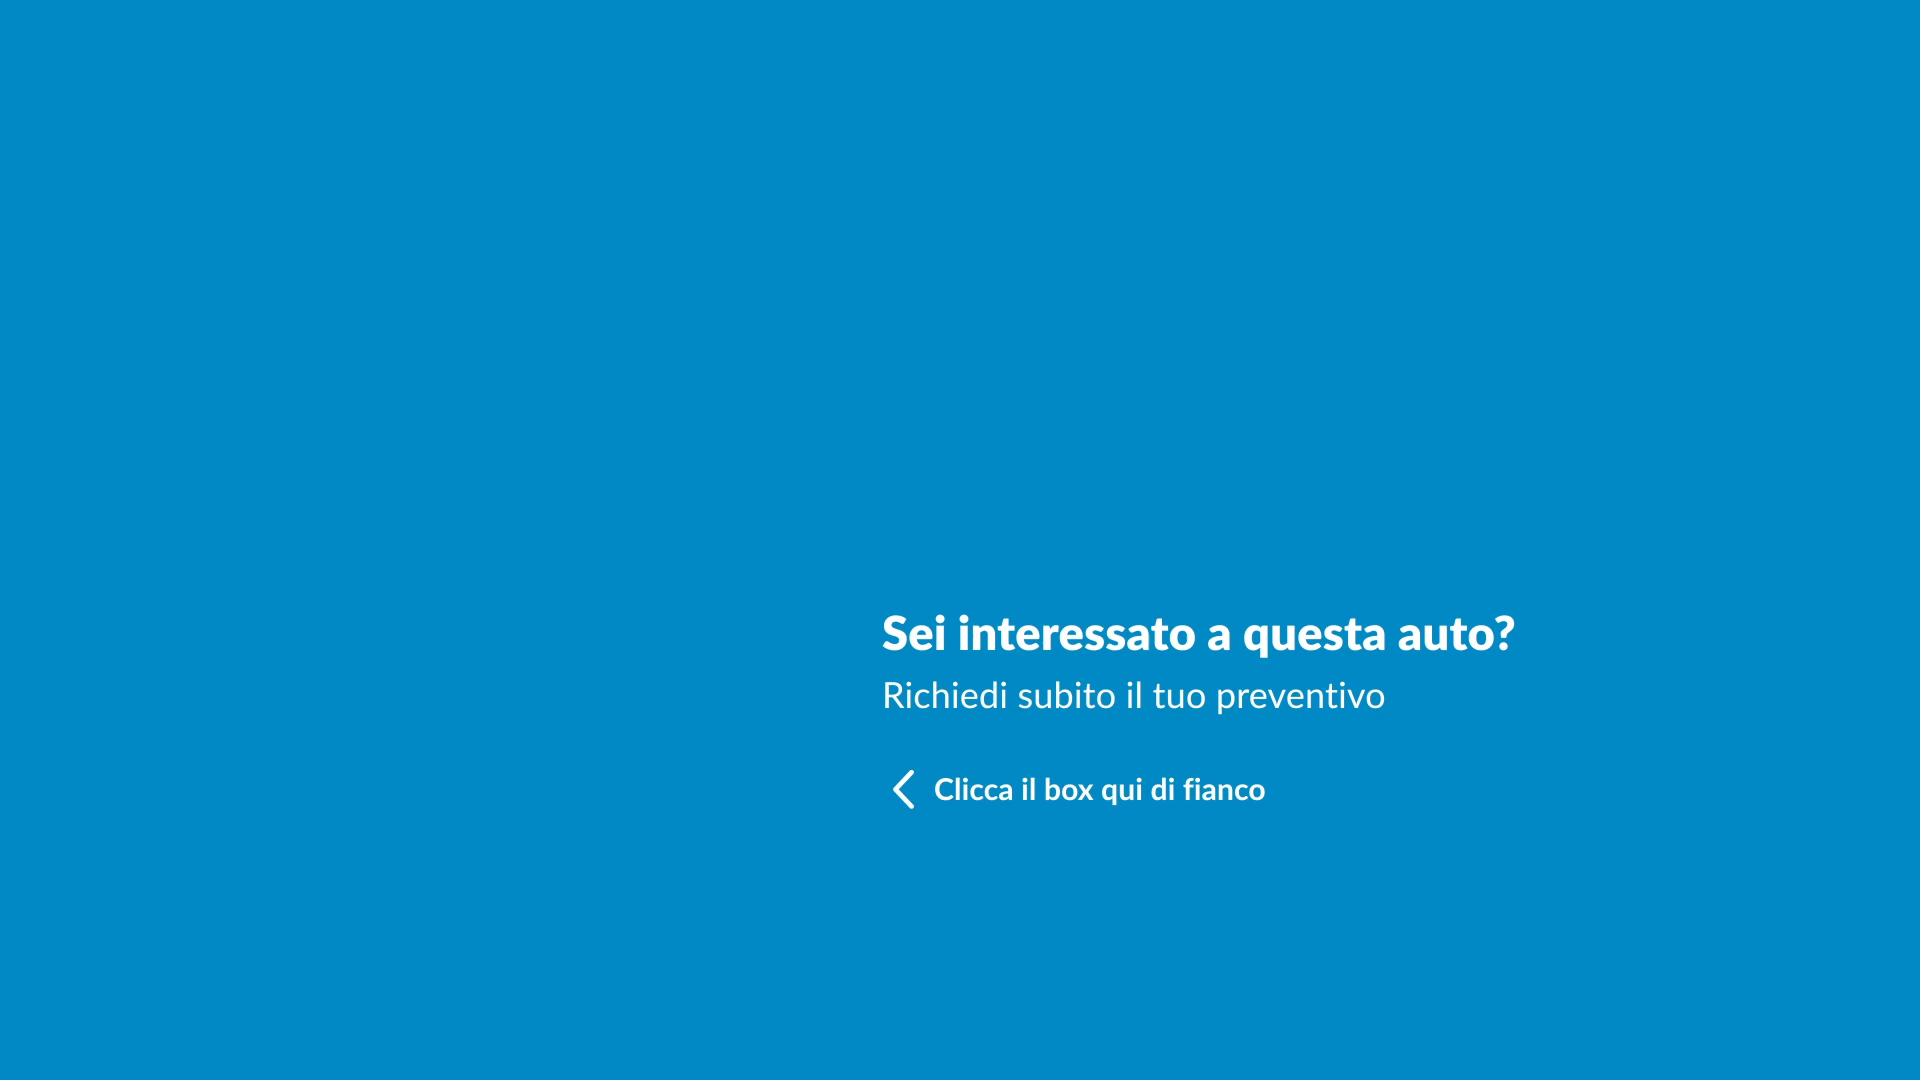 Sei interessato a questa auto?
Richiedi subito il tuo preventivo
Clicca il box qui di fianco